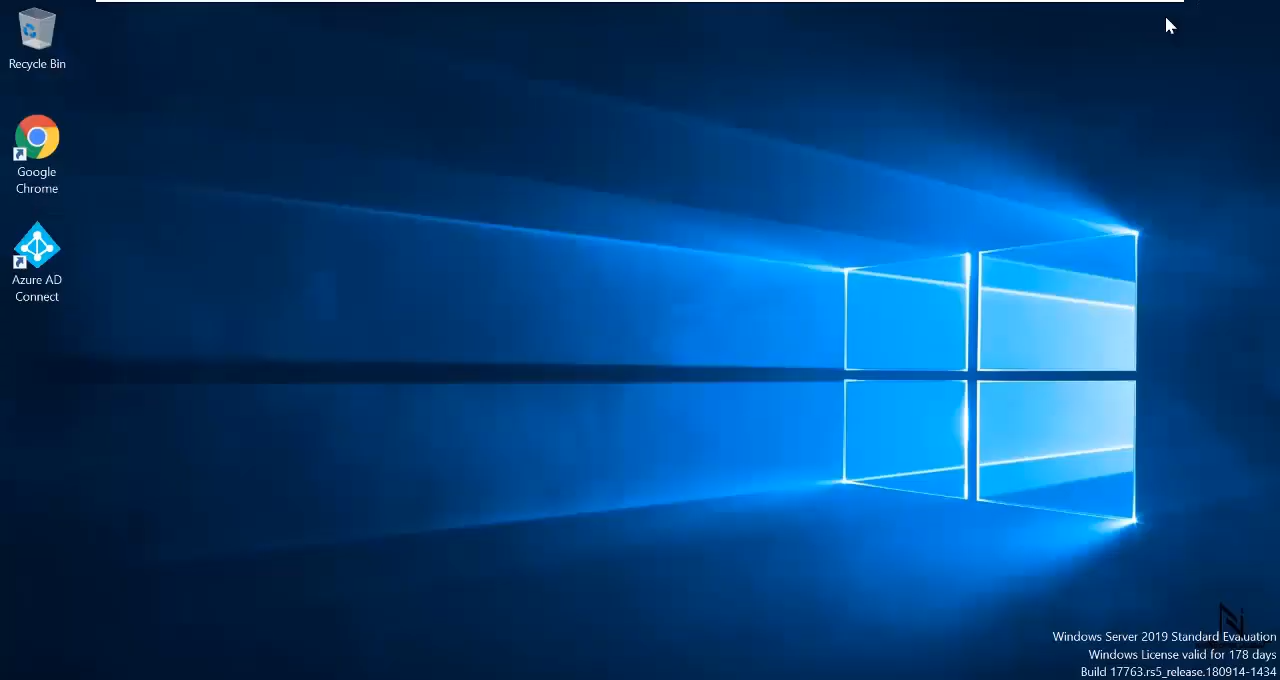 Recycle Bin
Google
Chrome
Azure AD
Connect
Windows Server 2019 Standard Evaluation
Windows License valid for 178 days
Build 17763.rs5_release.180914-1434